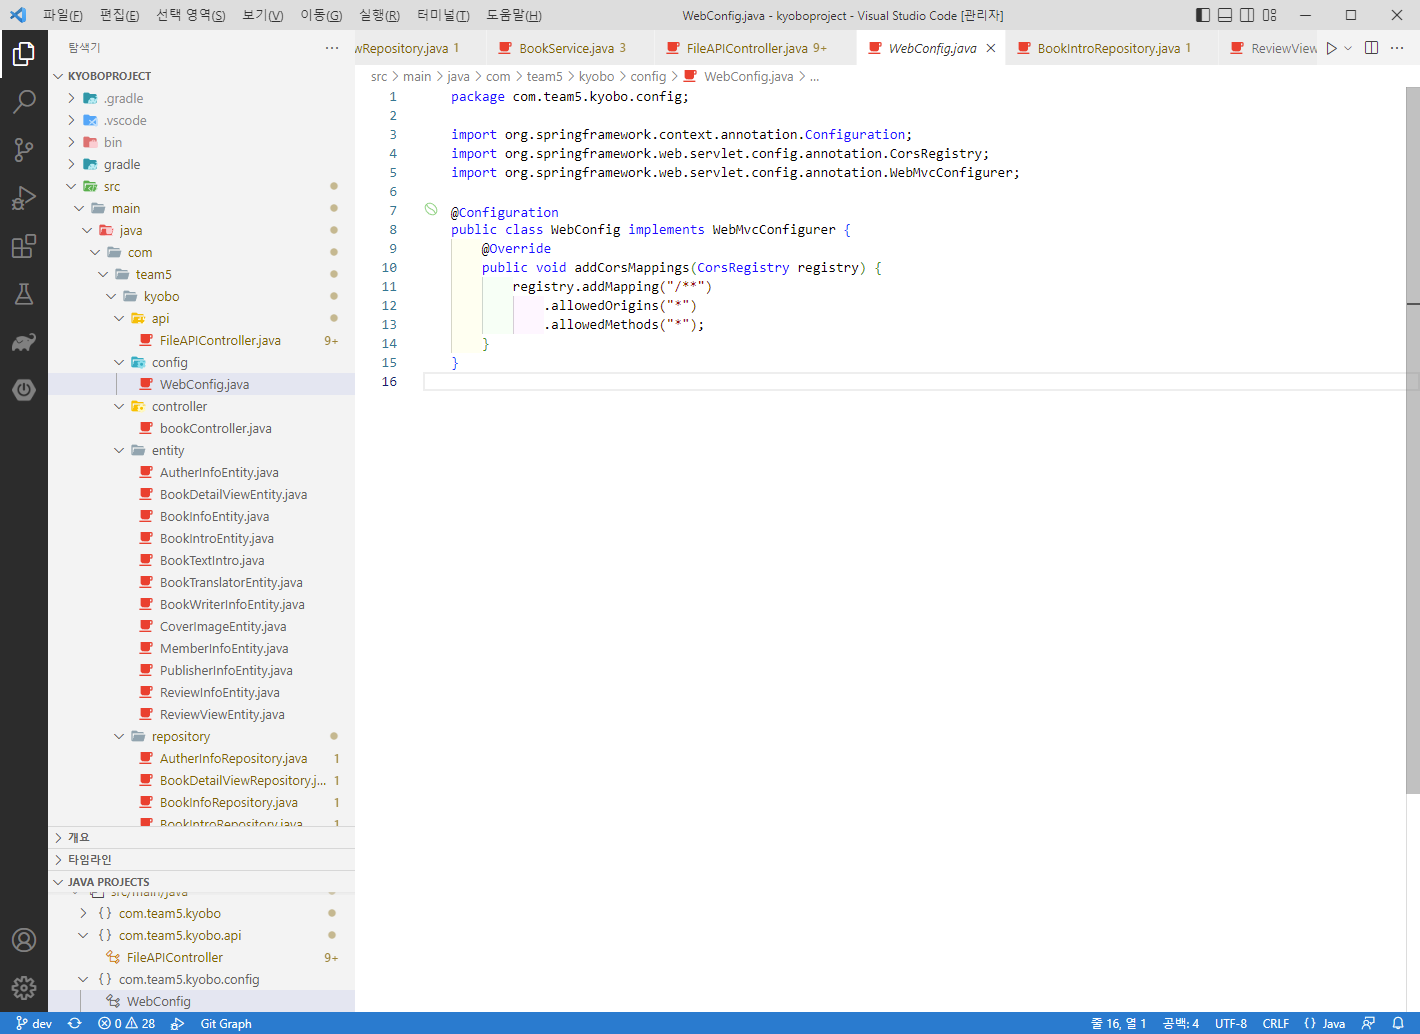 파일(F) 편집(E) 선택 영역(S) 보기(V) 이동(G) 실행(R) 터미널(T) 도움말(H) WebConfig.java - kyoboproject - Visual Studio Code [관리자]
탐색기
wRepository.java 1 BookService.java 3 FileAPIController.java 9+ WebConfig.java BookIntroRepository.java 1 ReviewView
src > main > java > com > team5 > kyobo > config > WebConfig.java > ...
KYOBOPROJECT
.gradle
.vscode
bin
gradle
src
main
java
com
team5
kyobo
api
FileAPIController.java 9+
config
WebConfig.java
controller
bookController.java
entity
AutherInfoEntity.java
BookDetailViewEntity.java
BookInfoEntity.java
BookIntroEntity.java
BookTextIntro.java
BookTranslatorEntity.java
BookWriterInfoEntity.java
CoverImageEntity.java
MemberInfoEntity.java
PublisherInfoEntity.java
ReviewInfoEntity.java
ReviewViewEntity.java
repository
AutherInfoRepository.java 1
BookDetailViewRepository.j... 1
BookInfoRepository.java 1
BookIntroRepository.java 1
개요
타임라인
JAVA PROJECTS
src/main/java
{} com.team5.kyobo
{} com.team5.kyobo.api
FileAPIController 9+
{} com.team5.kyobo.config
WebConfig
1 package com.team5.kyobo.config;
2
3 import org.springframework.context.annotation.Configuration;
4 import org.springframework.web.servlet.config.annotation.CorsRegistry;
5 import org.springframework.web.servlet.config.annotation.WebMvcConfigurer;
6
7 @Configuration
8 public class WebConfig implements WebMvcConfigurer {
9 @Override
10 public void addCorsMappings(CorsRegistry registry) {
11 registry.addMapping("/**")
12 .allowedOrigins("*")
13 .allowedMethods("*");
14 }
15 }
16
dev 0 28 Git Graph 줄 16, 열 1 공백: 4 UTF-8 CRLF {} Java